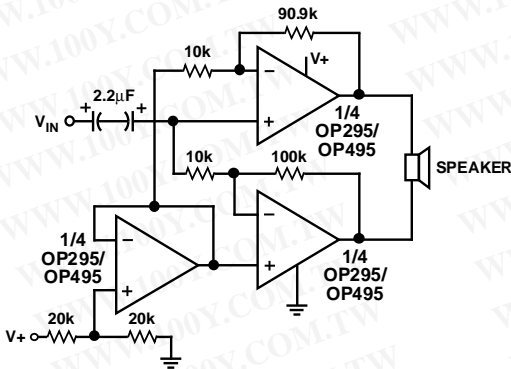 90.9k
10k
V+
2.2μF
+
+
−
VIN
+
1/4
OP295/
OP495
SPEAKER
10k
100k
−
1/4
OP295/
OP495
−
+
1/4
OP295/
OP495
+
20k
20k
V+
WWW.100Y.COM.TW